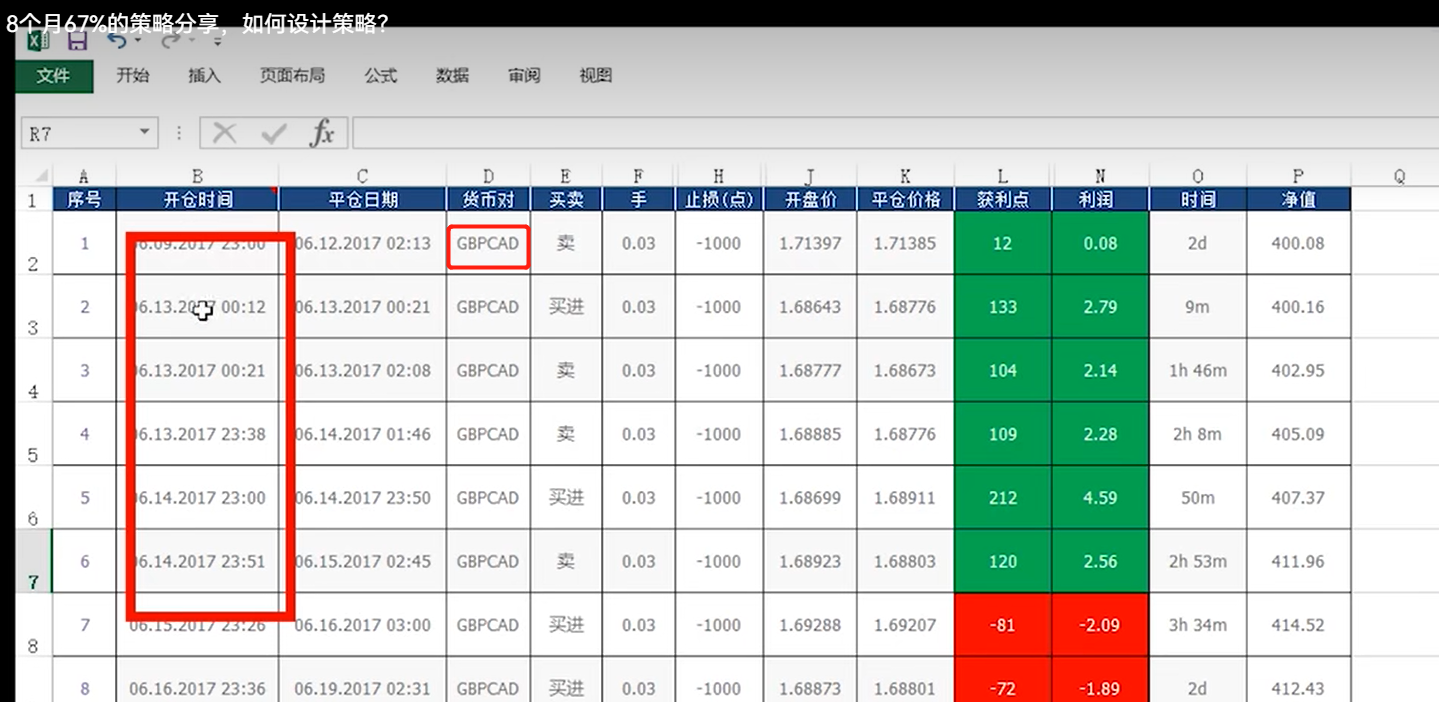 8个月67%的策略分享，如何设计策略？
文件 开始 插入 页面布局 公式 数据 审阅 视图
R7 fx
A B C D E F H J K L N O P Q
1 序号 开仓时间 平仓日期 货币对 买卖 手 止损(点) 开盘价 平仓价格 获利点 利润 时间 净值
2 1 06.09.2017 23:00 06.12.2017 02:13 GBPCAD 卖 0.03 -1000 1.71397 1.71385 12 0.08 2d 400.08
3 2 06.13.2017 00:12 06.13.2017 00:21 GBPCAD 买进 0.03 -1000 1.68643 1.68776 133 2.79 9m 400.16
4 3 06.13.2017 00:21 06.13.2017 02:08 GBPCAD 卖 0.03 -1000 1.68777 1.68673 104 2.14 1h 46m 402.95
5 4 06.13.2017 23:38 06.14.2017 01:46 GBPCAD 卖 0.03 -1000 1.68885 1.68776 109 2.28 2h 8m 405.09
6 5 06.14.2017 23:00 06.14.2017 23:50 GBPCAD 买进 0.03 -1000 1.68699 1.68911 212 4.59 50m 407.37
7 6 06.14.2017 23:51 06.15.2017 02:45 GBPCAD 卖 0.03 -1000 1.68923 1.68803 120 2.56 2h 53m 411.96
8 7 06.15.2017 23:26 06.16.2017 03:00 GBPCAD 买进 0.03 -1000 1.69288 1.69207 -81 -2.09 3h 34m 414.52
8 06.16.2017 23:36 06.19.2017 02:31 GBPCAD 买进 0.03 -1000 1.68873 1.68801 -72 -1.89 2d 412.43